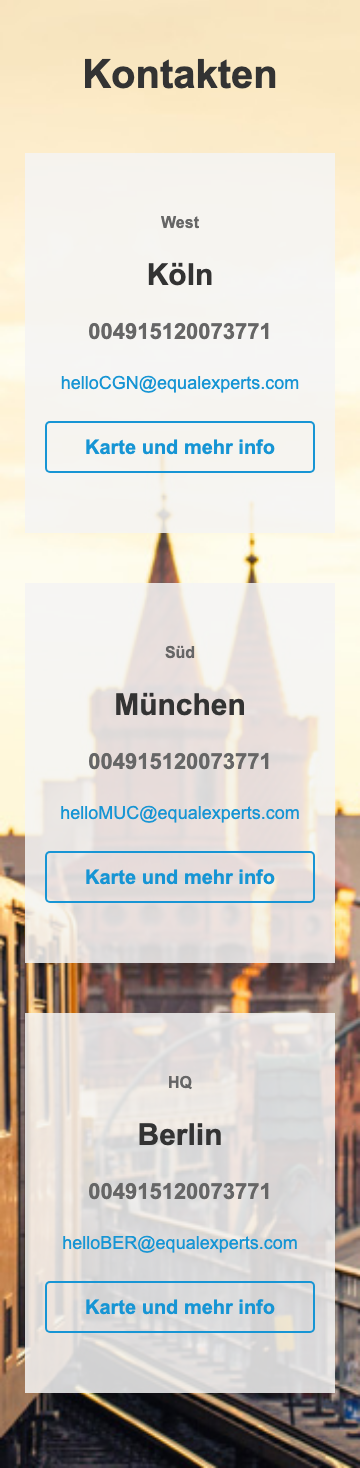 Kontakten
West
Köln
004915120073771
helloCGN@equalexperts.com
Karte und mehr info
Süd
München
004915120073771
helloMUC@equalexperts.com
Karte und mehr info
HQ
Berlin
004915120073771
helloBER@equalexperts.com
Karte und mehr info